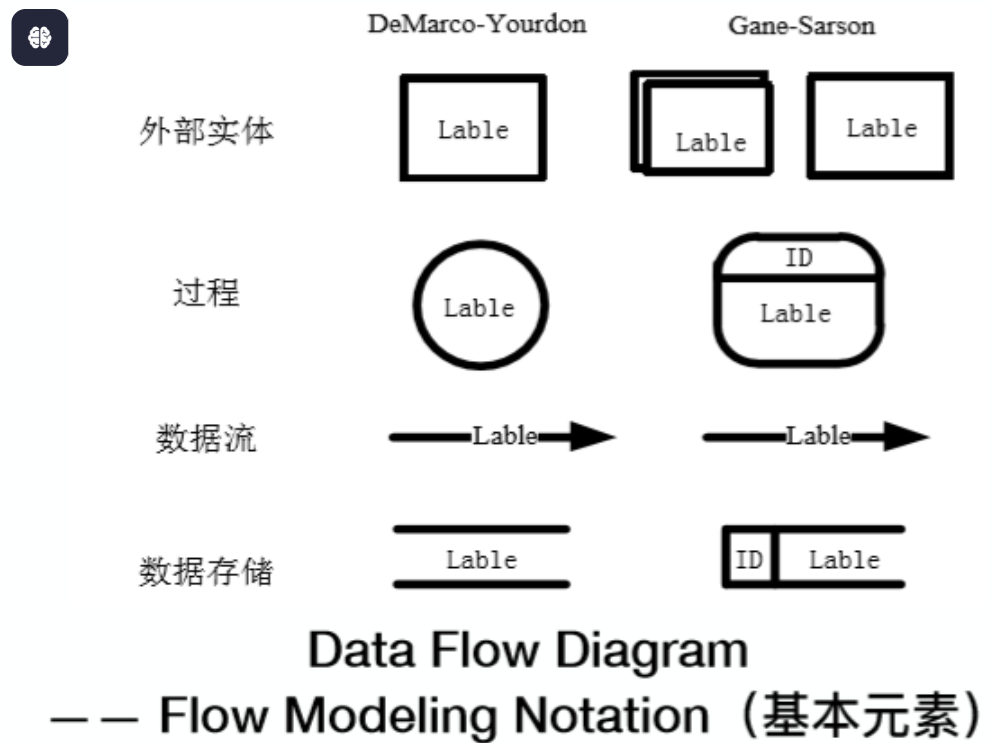 DeMarco-Yourdon Gane-Sarson
外部实体 Lable Lable Lable
ID
过程 Lable Lable
数据流 Lable Lable
数据存储 Lable ID Lable
Data Flow Diagram
—— Flow Modeling Notation（基本元素）